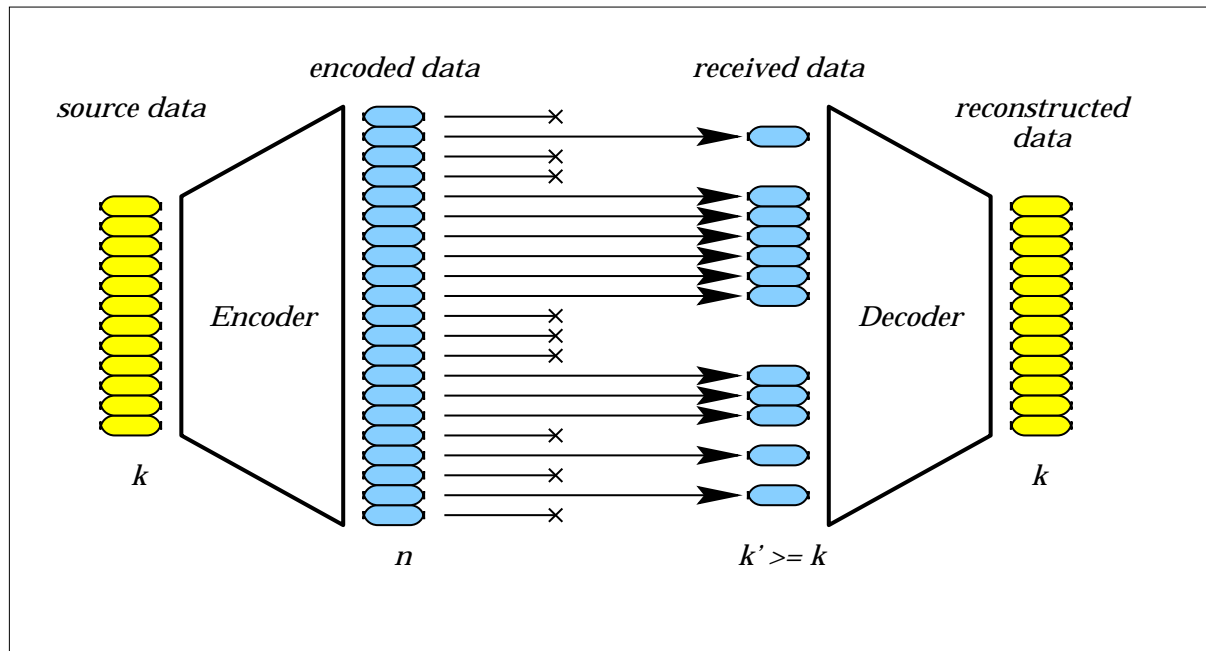 encoded data
received data
source data
reconstructed
data
Encoder
Decoder
k
k
n
k' >= k